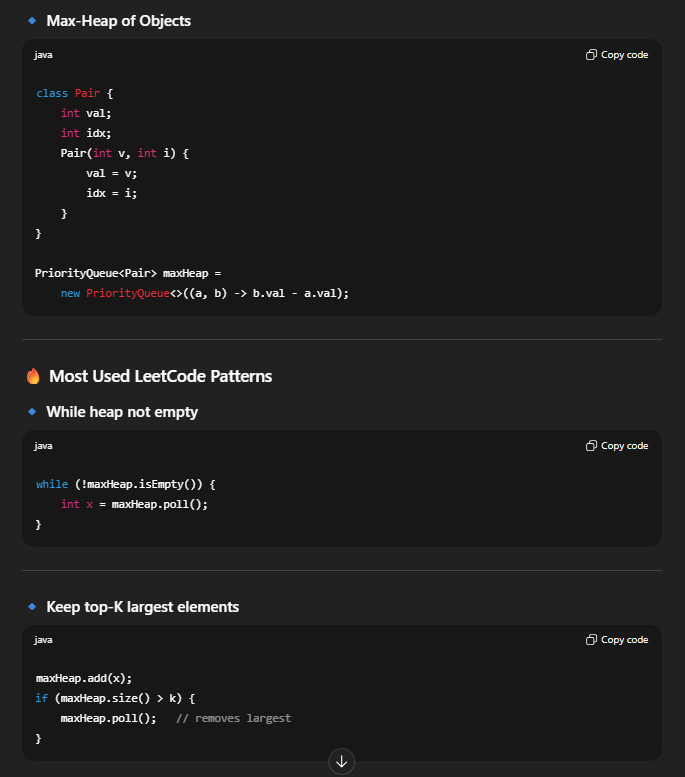 Max-Heap of Objects
java
Copy code
class Pair {
    int val;
    int idx;
    Pair(int v, int i) {
        val = v;
        idx = i;
    }
}

PriorityQueue<Pair> maxHeap =
    new PriorityQueue<>((a, b) -> b.val - a.val);
🔥 Most Used LeetCode Patterns
While heap not empty
java
Copy code
while (!maxHeap.isEmpty()) {
    int x = maxHeap.poll();
}
Keep top-K largest elements
java
Copy code
maxHeap.add(x);
if (maxHeap.size() > k) {
    maxHeap.poll();   // removes largest
}